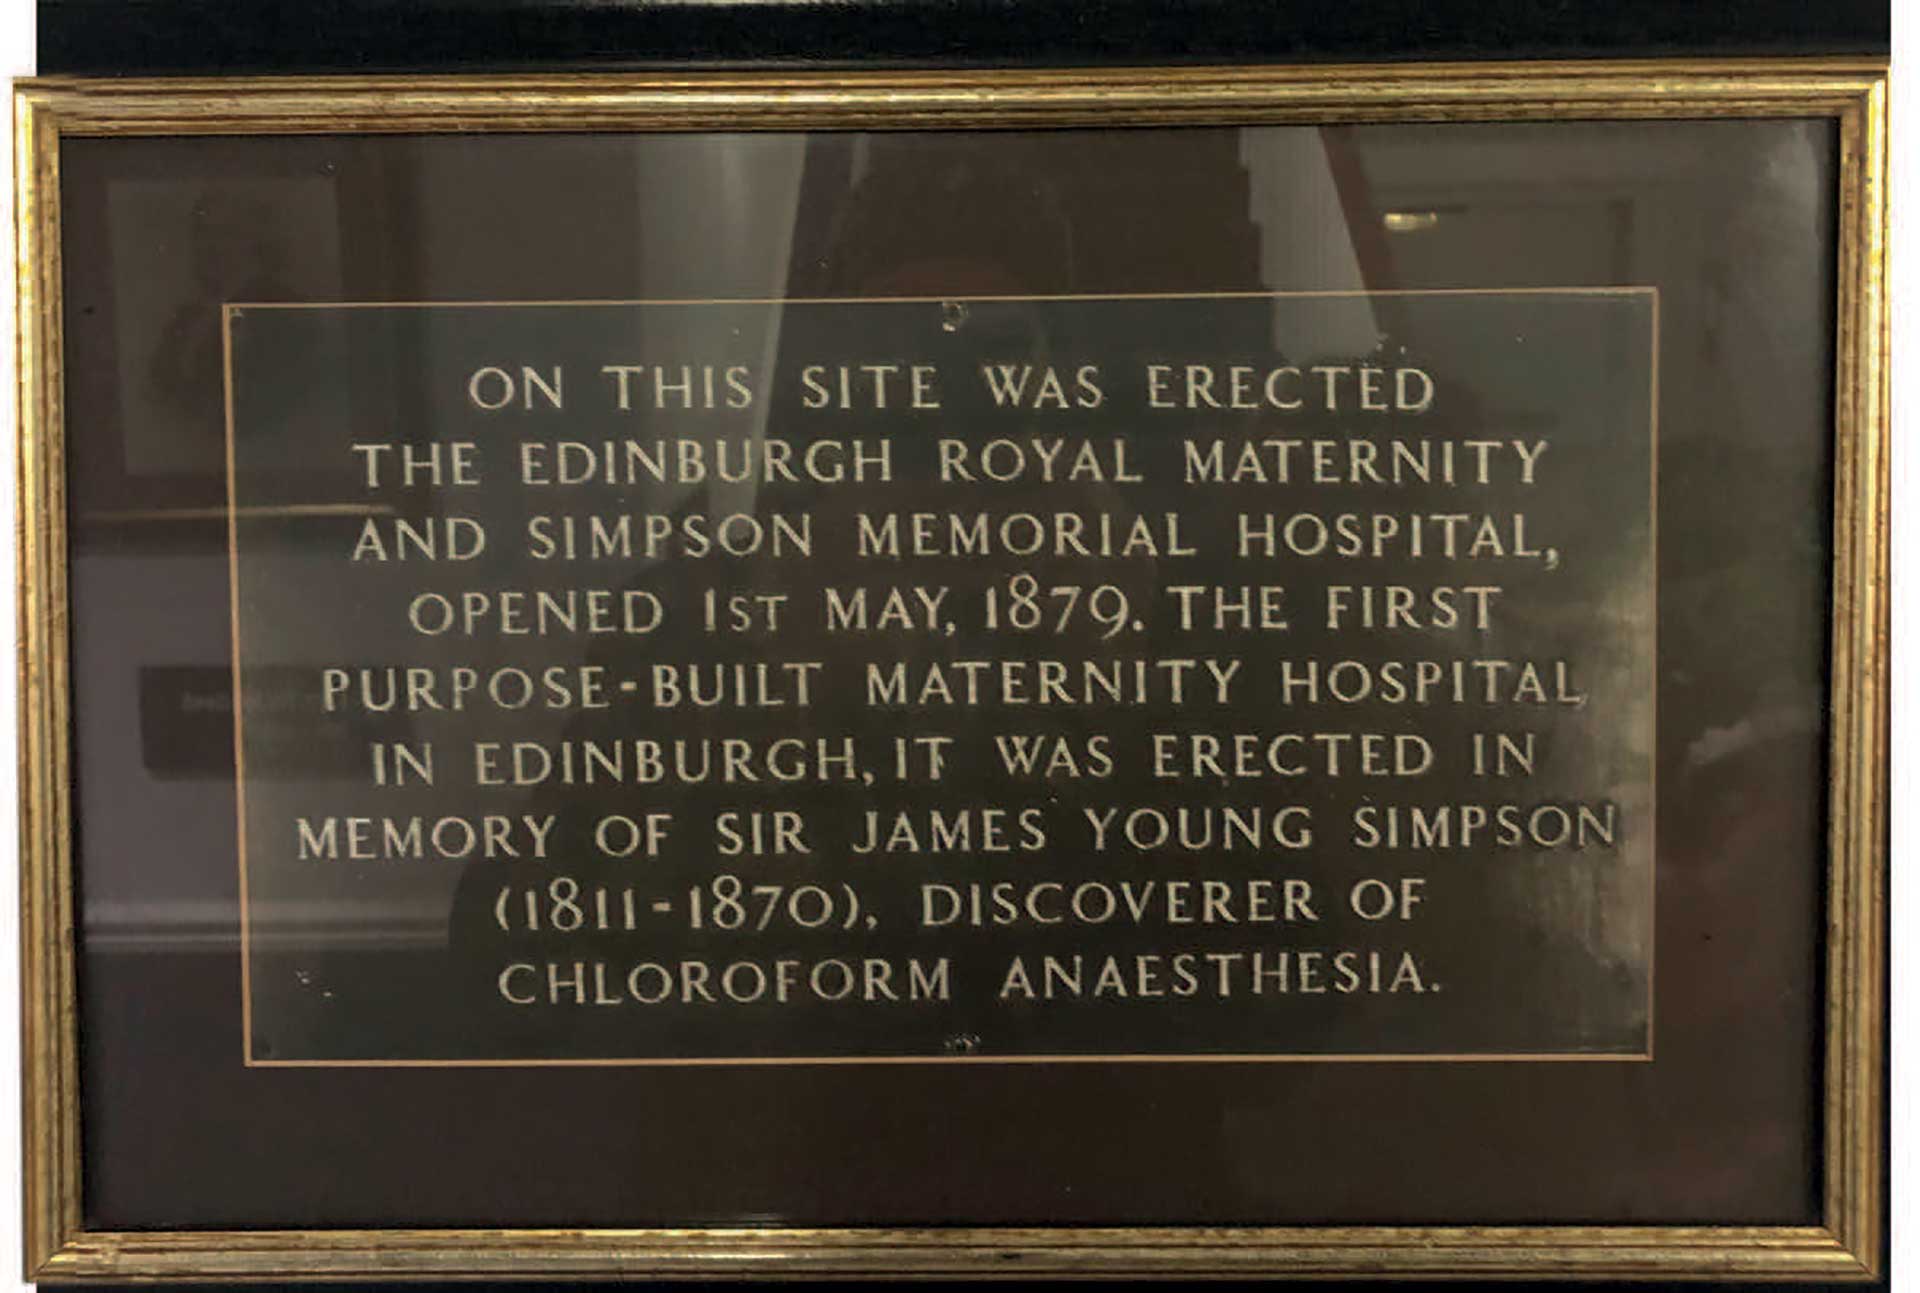 ON THIS SITE WAS ERECTED
THE EDINBURGH ROYAL MATERNITY
AND SIMPSON MEMORIAL HOSPITAL,
OPENED 1ST MAY, 1879. THE FIRST
PURPOSE-BUILT MATERNITY HOSPITAL
IN EDINBURGH, IT WAS ERECTED IN
MEMORY OF SIR JAMES YOUNG SIMPSON
(1811-1870), DISCOVERER OF
CHLOROFORM ANAESTHESIA.